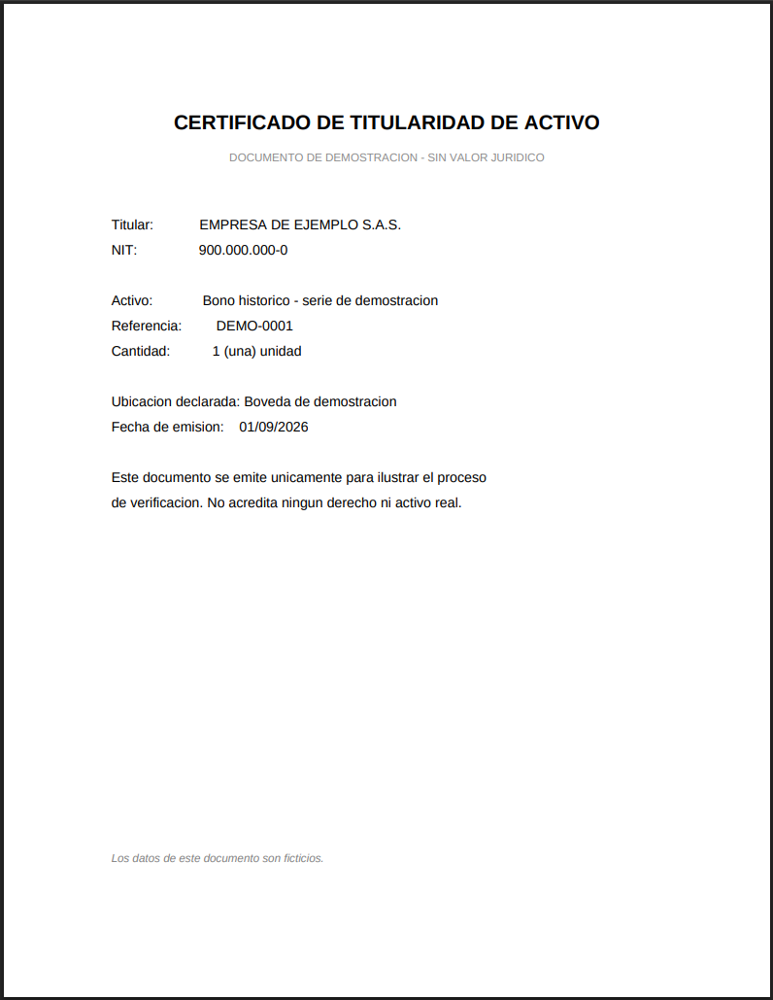 CERTIFICADO DE TITULARIDAD DE ACTIVO
DOCUMENTO DE DEMOSTRACION - SIN VALOR JURIDICO
Titular: EMPRESA DE EJEMPLO S.A.S.
NIT: 900.000.000-0
Activo: Bono historico - serie de demostracion
Referencia: DEMO-0001
Cantidad: 1 (una) unidad
Ubicacion declarada: Boveda de demostracion
Fecha de emision: 01/09/2026
Este documento se emite unicamente para ilustrar el proceso
de verificacion. No acredita ningun derecho ni activo real.
Los datos de este documento son ficticios.